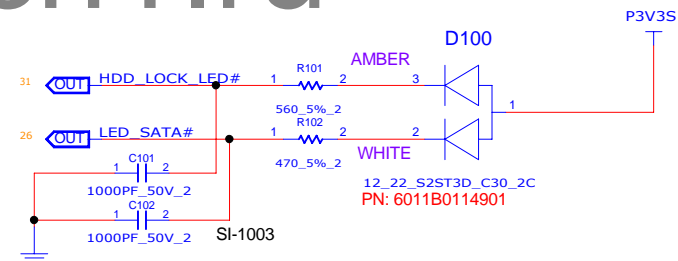 P3V3S
D100
AMBER
R101
31 OUT HDD_LOCK_LED# 1 2 3
560_5%_2
1
R102
26 OUT LED_SATA# 1 2 2
470_5%_2
WHITE
C101
1 2
1000PF_50V_2
12_22_S2ST3D_C30_2C
PN: 6011B0114901
C102
1 2
1000PF_50V_2
SI-1003